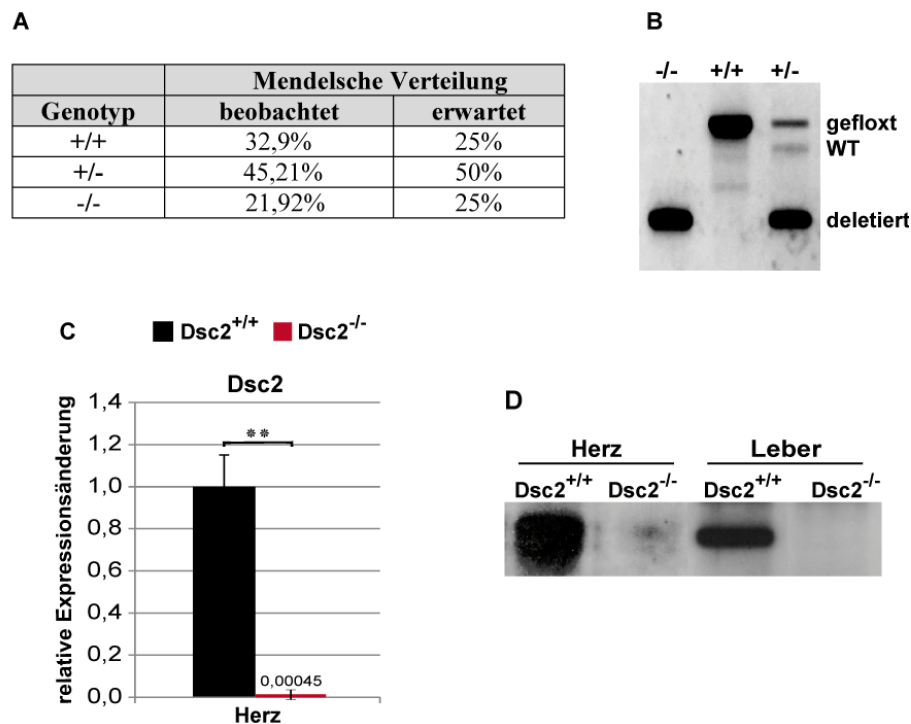 A
Mendelsche Verteilung
Genotyp beobachtet erwartet
+/+ 32,9% 25%
+/- 45,21% 50%
-/- 21,92% 25%
B
-/- +/+ +/-
gefloxt
WT
deletiert
C
Dsc2+/+ Dsc2-/-
Dsc2
relative Expressionsänderung
1,4
1,2
1,0
0,8
0,6
0,4
0,2
0,0
**
0,00045
Herz
D
Herz Leber
Dsc2+/+ Dsc2-/- Dsc2+/+ Dsc2-/-